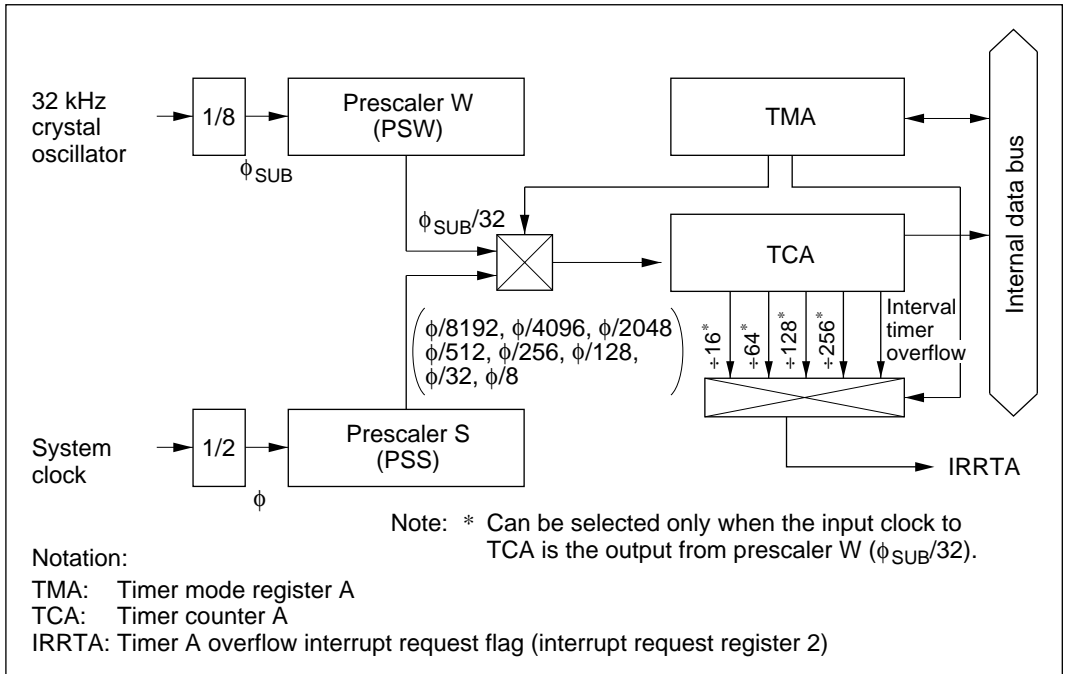 32 kHz
crystal
oscillator
1/8
ϕSUB
Prescaler W
(PSW)
ϕSUB/32
TMA
TCA
Internal data bus
ϕ/8192, ϕ/4096, ϕ/2048
ϕ/512, ϕ/256, ϕ/128,
ϕ/32, ϕ/8
÷16*
÷64*
÷128*
÷256*
Interval
timer
overflow
System
clock
1/2
ϕ
Prescaler S
(PSS)
IRRTA
Note: * Can be selected only when the input clock to
TCA is the output from prescaler W (ϕSUB/32).
Notation:
TMA: Timer mode register A
TCA: Timer counter A
IRRTA: Timer A overflow interrupt request flag (interrupt request register 2)